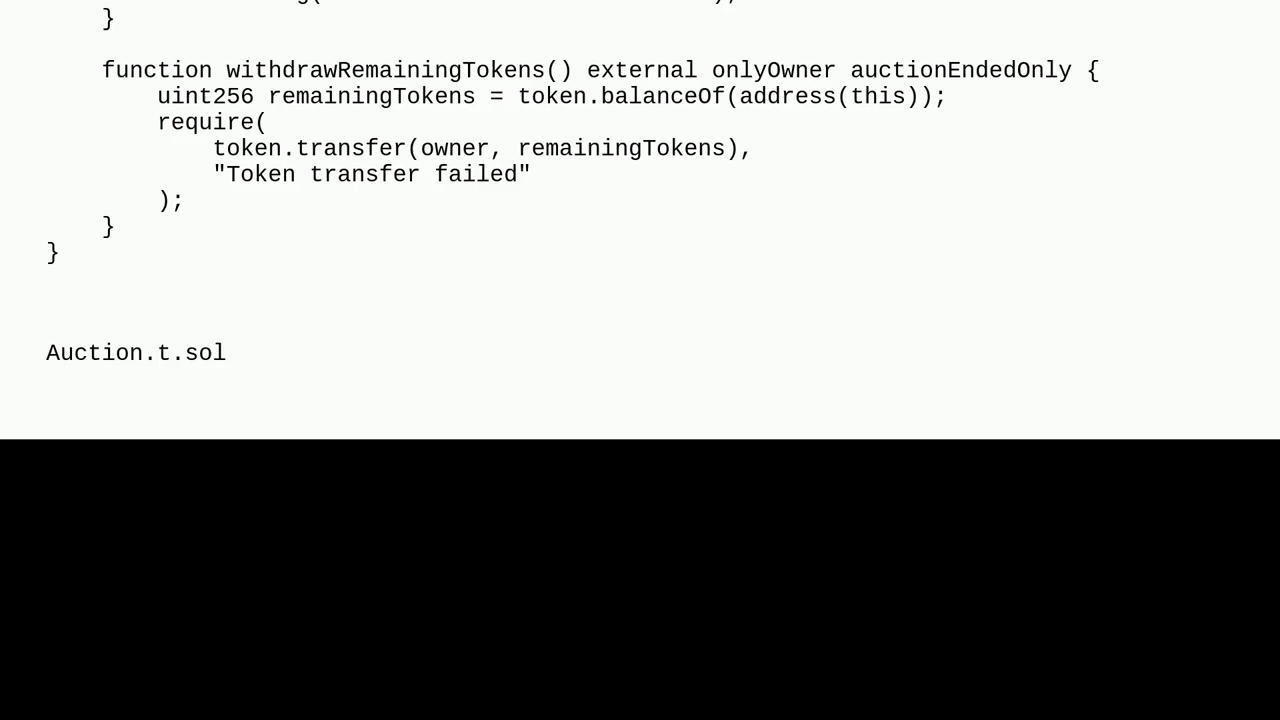 }
function withdrawRemainingTokens() external onlyOwner auctionEndedOnly {
uint256 remainingTokens = token.balanceOf(address(this));
require(
token.transfer(owner, remainingTokens),
"Token transfer failed"
);
}
}
Auction.t.sol